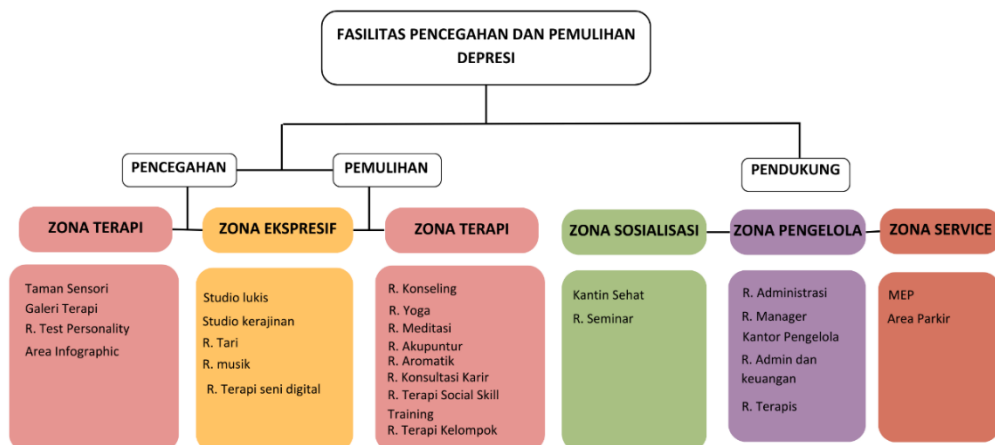 FASILITAS PENCEGAHAN DAN PEMULIHAN
DEPRESI
PENCEGAHAN
PEMULIHAN
PENDUKUNG
ZONA TERAPI
ZONA EKSPRESIF
ZONA TERAPI
ZONA SOSIALISASI
ZONA PENGELOLA
ZONA SERVICE
Taman Sensori
Galeri Terapi
R. Test Personality
Area Infographic
Studio lukis
Studio kerajinan
R. Tari
R. musik
R. Terapi seni digital
R. Konseling
R. Yoga
R. Meditasi
R. Akupuntur
R. Aromatik
R. Konsultasi Karir
R. Terapi Social Skill
Training
R. Terapi Kelompok
Kantin Sehat
R. Seminar
R. Administrasi
R. Manager
Kantor Pengelola
R. Admin dan
keuangan
R. Terapis
MEP
Area Parkir